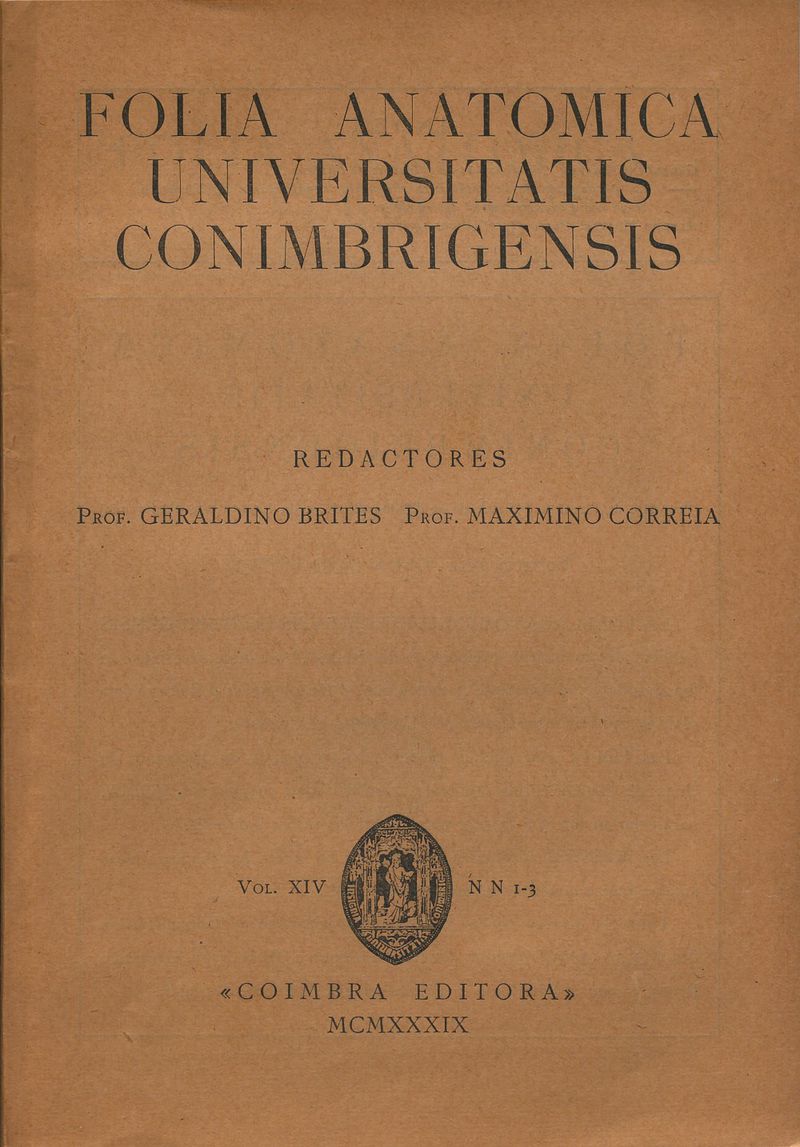 FOLIA ANATOMICA
UNIVERSITATIS
CONIMBRIGENSIS
REDACTORES
PROF. GERALDINO BRITES PROF. MAXIMINO CORREIA
VOL. XIV
N N 1-3
«COIMBRA EDITORA»
MCMXXXIX